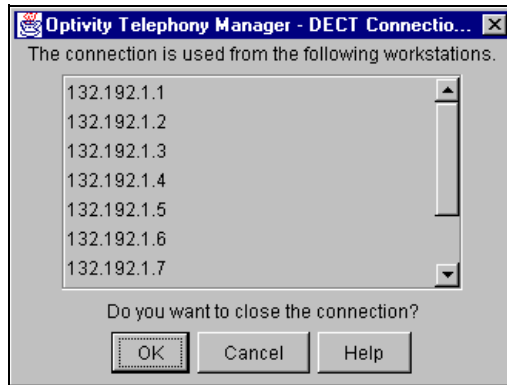 Optivity Telephony Manager - DECT Connectio...
The connection is used from the following workstations.
132.192.1.1
132.192.1.2
132.192.1.3
132.192.1.4
132.192.1.5
132.192.1.6
132.192.1.7
Do you want to close the connection?
OK Cancel Help